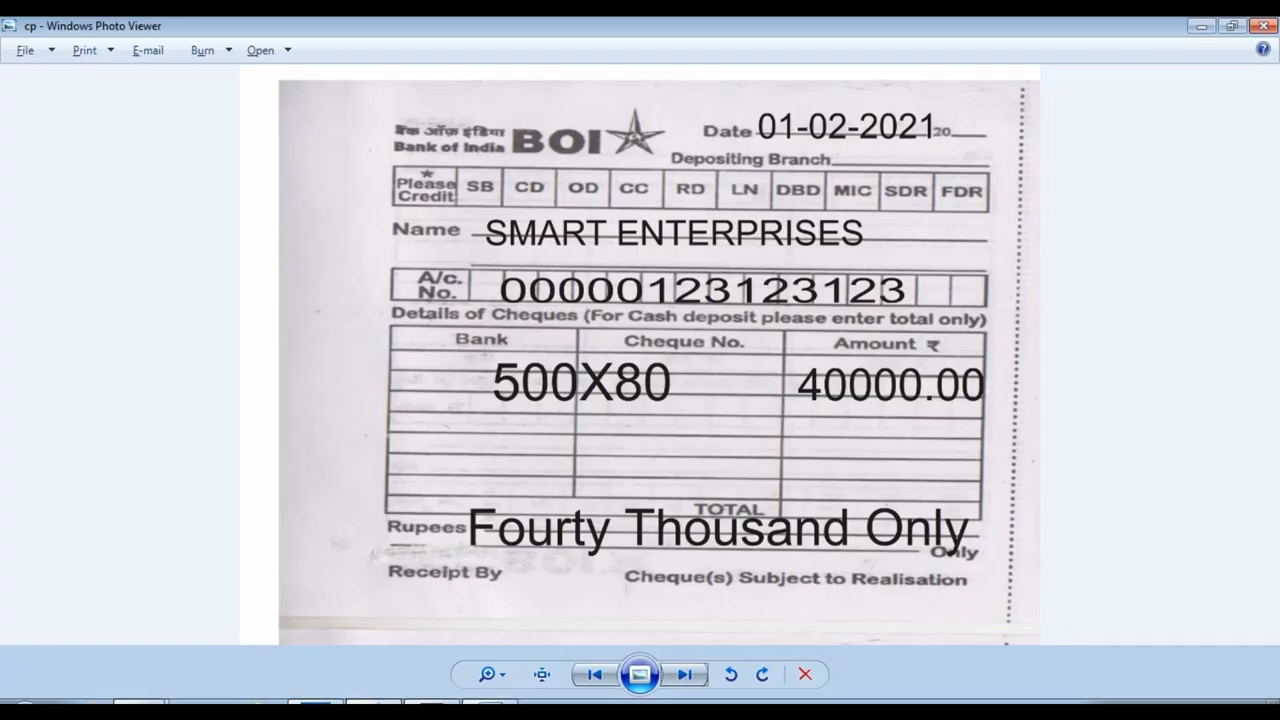 cp - Windows Photo Viewer
File Print E-mail Burn Open
बैंक ऑफ़ इंडिया BOI Date 01-02-2021 20
Bank of India
Depositing Branch
* Please Credit SB CD OD CC RD LN DBD MIC SDR FDR
Name SMART ENTERPRISES
A/c. No. 00000123123123
Details of Cheques (For Cash deposit please enter total only)
Bank Cheque No. Amount ₹
500X80 40000.00
TOTAL
Rupees Fourty Thousand Only
Only
Receipt By Cheque(s) Subject to Realisation